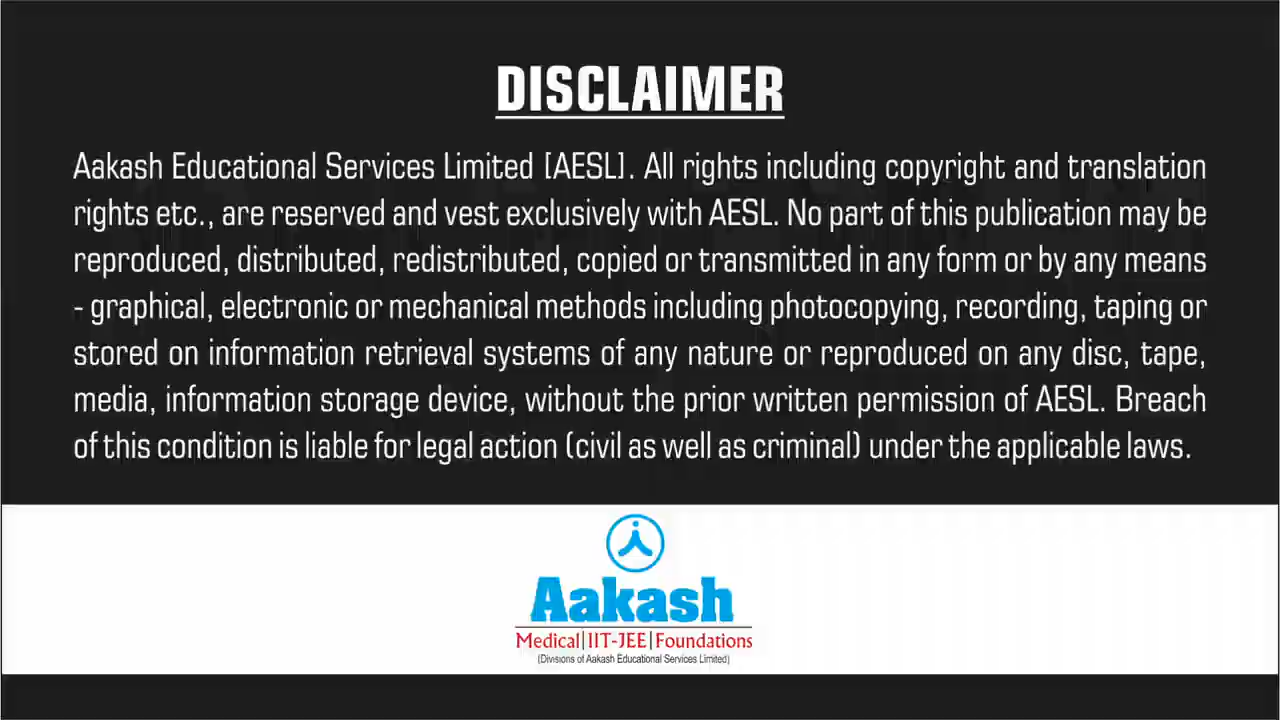 DISCLAIMER
Aakash Educational Services Limited [AESL]. All rights including copyright and translation
rights etc., are reserved and vest exclusively with AESL. No part of this publication may be
reproduced, distributed, redistributed, copied or transmitted in any form or by any means
- graphical, electronic or mechanical methods including photocopying, recording, taping or
stored on information retrieval systems of any nature or reproduced on any disc, tape,
media, information storage device, without the prior written permission of AESL. Breach
of this condition is liable for legal action (civil as well as criminal) under the applicable laws.
Aakash
Medical|IIT-JEE|Foundations
(Divisions of Aakash Educational Services Limited)